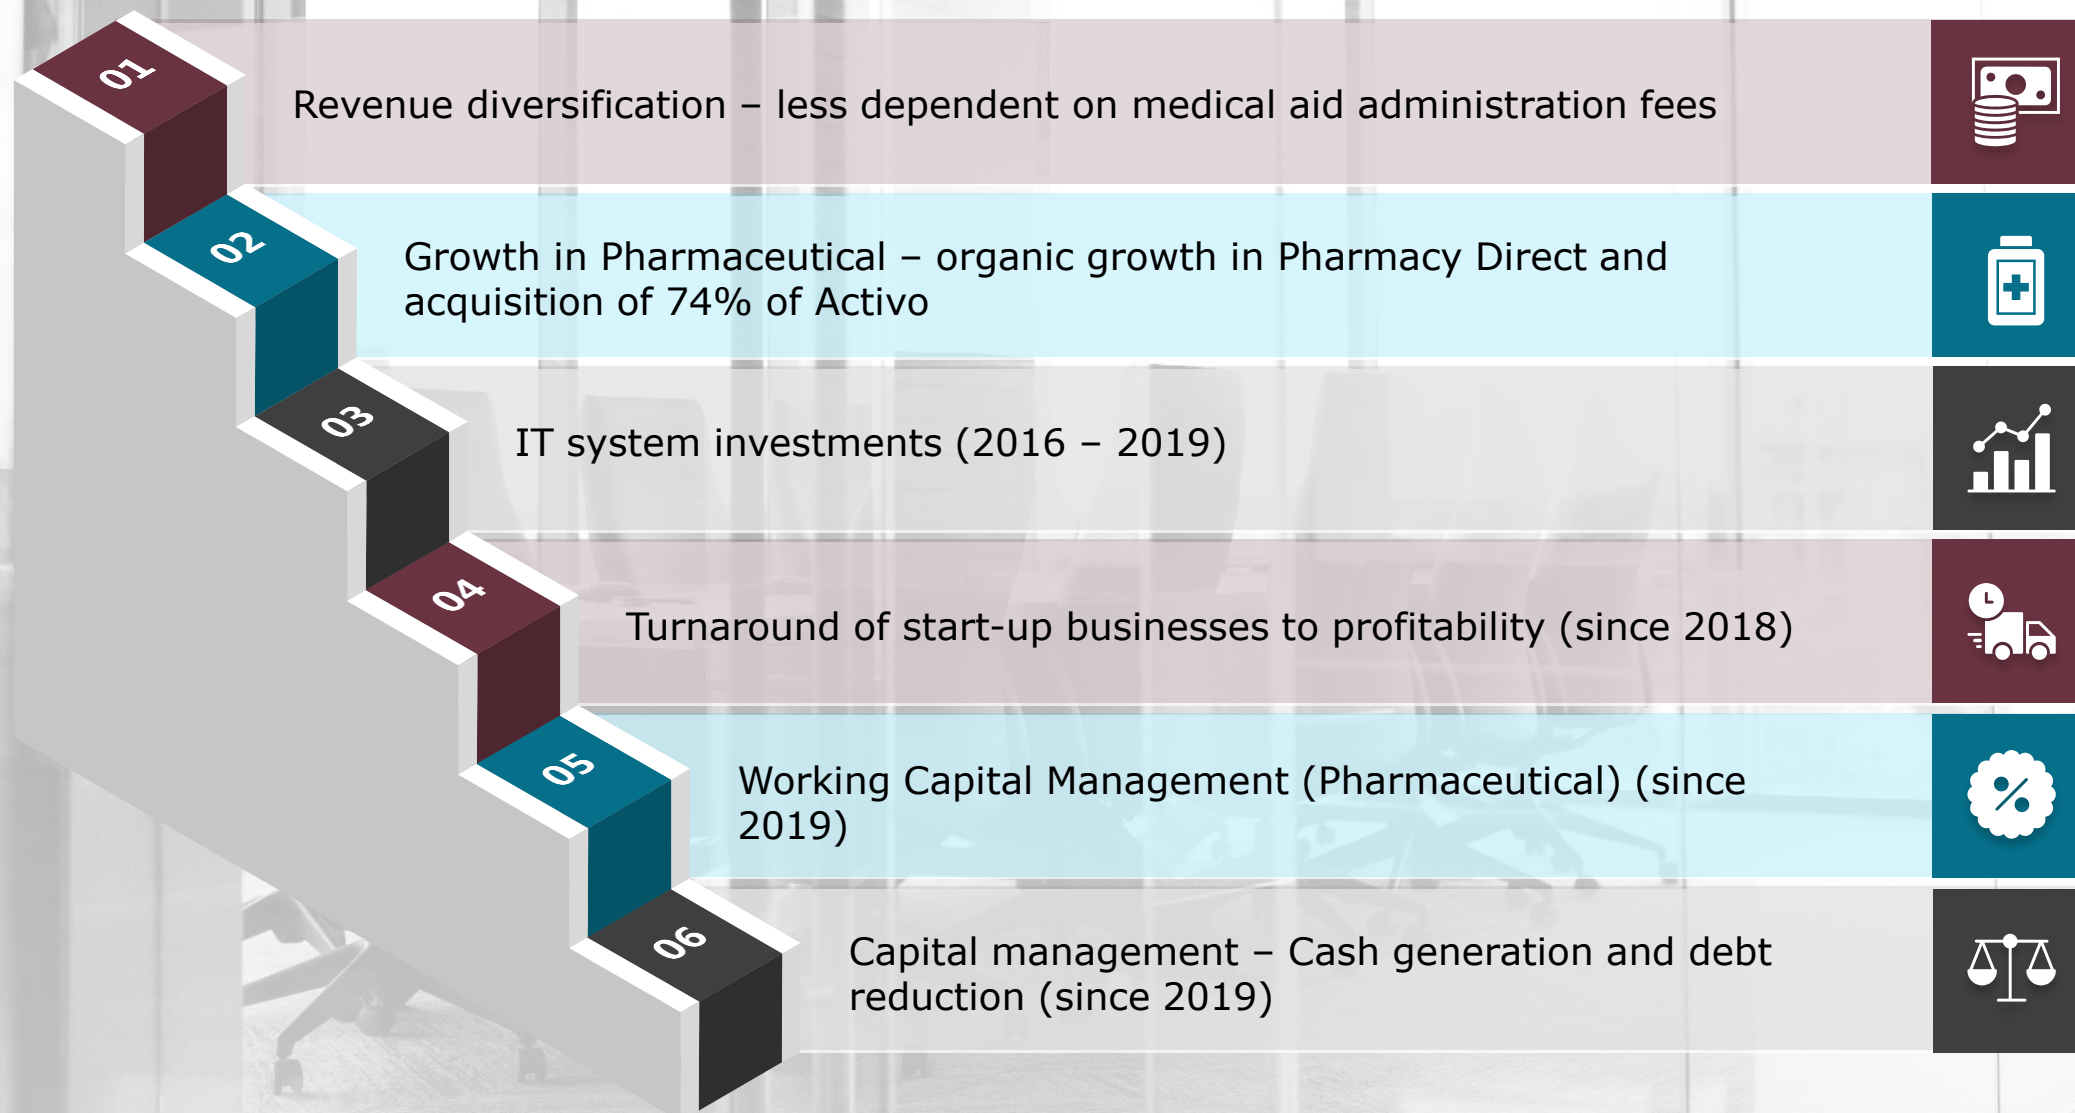 01
Revenue diversification – less dependent on medical aid administration fees
02
Growth in Pharmaceutical – organic growth in Pharmacy Direct and
acquisition of 74% of Activo
03
IT system investments (2016 – 2019)
04
Turnaround of start-up businesses to profitability (since 2018)
05
Working Capital Management (Pharmaceutical) (since
2019)
06
Capital management – Cash generation and debt
reduction (since 2019)